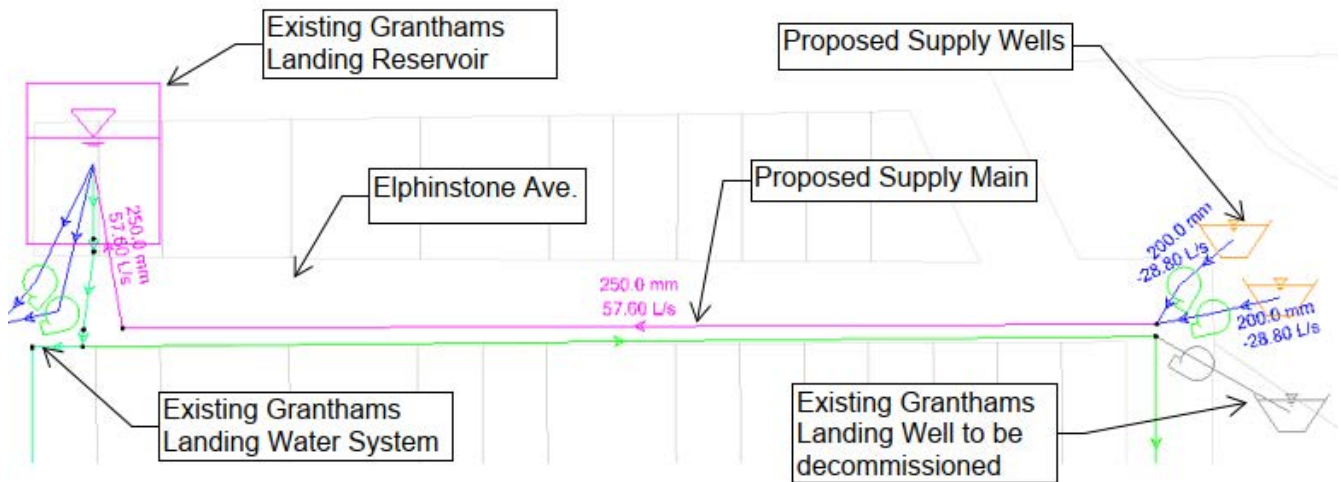 Existing Granthams
Landing Reservoir
Proposed Supply Wells
Elphinstone Ave.
Proposed Supply Main
250.0 mm
57.60 L/s
250.0 mm
57.60 L/s
200.0 mm
-28.80 L/s
200.0 mm
-28.80 L/s
Existing Granthams
Landing Water System
Existing Granthams
Landing Well to be
decommissioned